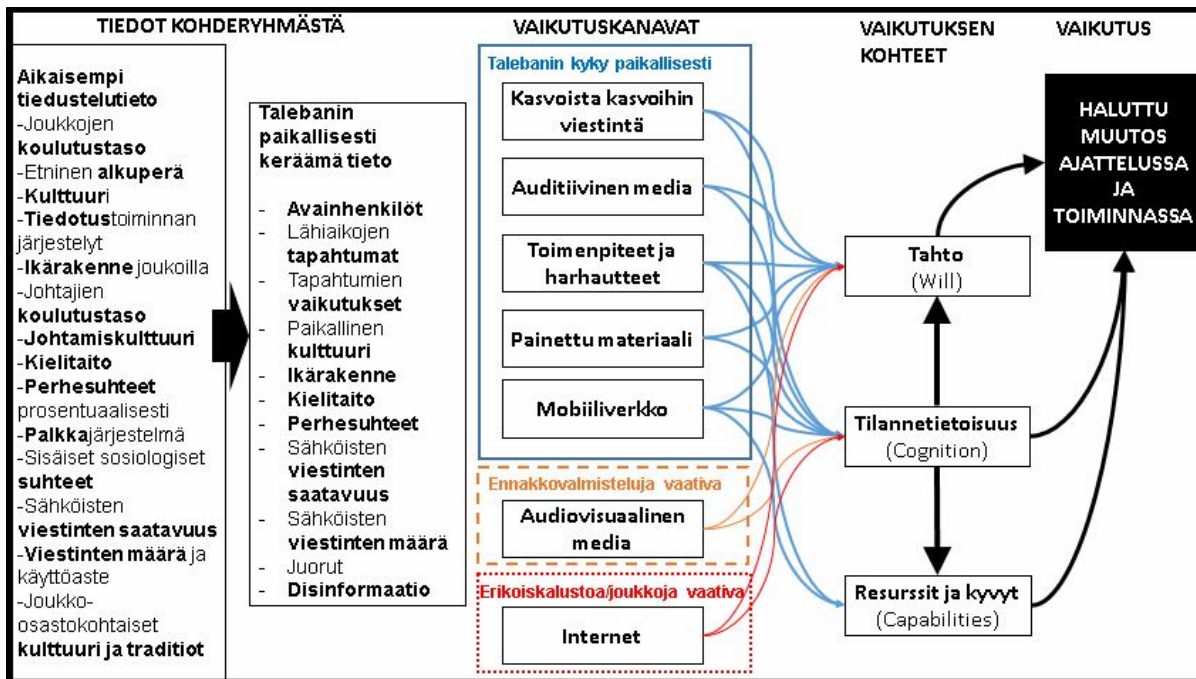 TIEDOT KOHDERYHMÄSTÄ
Aikaisempi
tiedustelutieto
-Joukkojen
koulutustaso
-Etninen alkuperä
-Kulttuuri
-Tiedotustoiminnan
järjestelyt
-Ikärakenne joukoilla
-Johtajien
koulutustaso
-Johtamiskulttuuri
-Kielitaito
-Perhesuhteet
prosentuaalisesti
-Palkkajärjestelmä
-Sisäiset sosiologiset
suhteet
-Sähköisten
viestinten saatavuus
-Viestinten määrä ja
käyttöaste
-Joukko-
osastokohtaiset
kulttuuri ja traditiot
Talebanin
paikallisesti
keräämä tieto
- Avainhenkilöt
- Lähiaikojen
tapahtumat
- Tapahtumien
vaikutukset
- Paikallinen
kulttuuri
- Ikärakenne
- Kielitaito
- Perhesuhteet
- Sähköisten
viestinten
saatavuus
- Sähköisten
viestinten määrä
- Juorut
- Disinformaatio
VAIKUTUSKANAVAT
Talebanin kyky paikallisesti
Kasvoista kasvoihin
viestintä
Auditiivinen media
Toimenpiteet ja
harhautteet
Painettu materiaali
Mobiiliverkko
Ennakkovalmisteluja vaativa
Audiovisuaalinen
media
Erikoiskalustoa/joukkoja vaativa
Internet
VAIKUTUKSEN
KOHTEET
Tahto
(Will)
Tilannetietoisuus
(Cognition)
Resurssit ja kyvyt
(Capabilities)
VAIKUTUS
HALUTTU
MUUTOS
AJATTELUSSA
JA
TOIMINNASSA